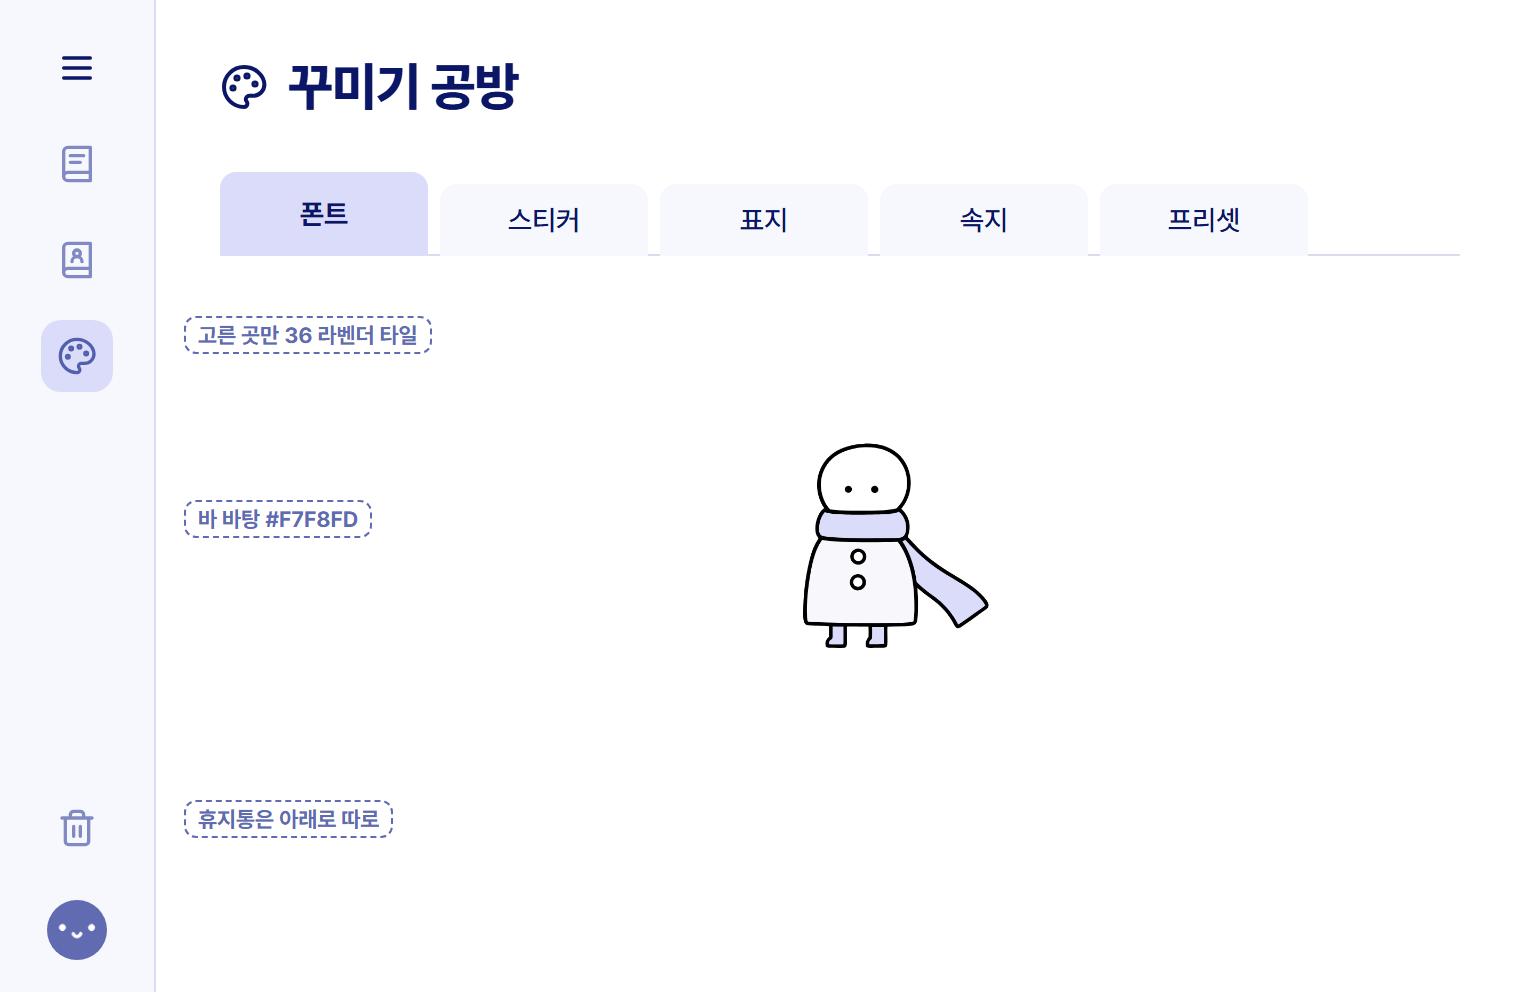 꾸미기 공방
폰트
스티커
표지
속지
프리셋
고른 곳만 36 라벤더 타일
바 바탕 #F7F8FD
휴지통은 아래로 따로